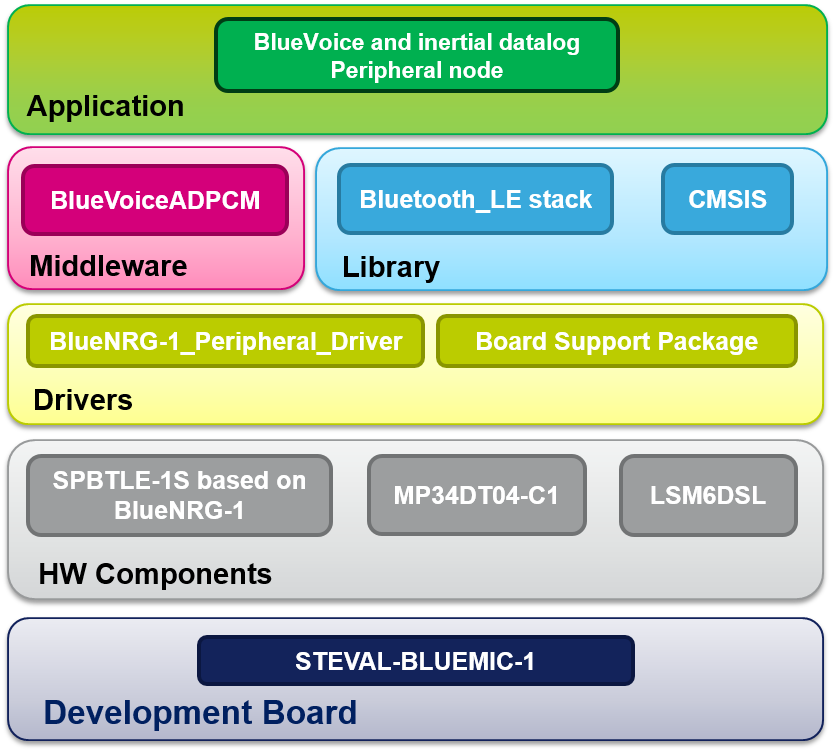 BlueVoice and inertial datalog
Peripheral node
Application
BlueVoiceADPCM
Middleware
Bluetooth_LE stack
CMSIS
Library
BlueNRG-1_Peripheral_Driver
Board Support Package
Drivers
SPBTLE-1S based on
BlueNRG-1
MP34DT04-C1
LSM6DSL
HW Components
STEVAL-BLUEMIC-1
Development Board